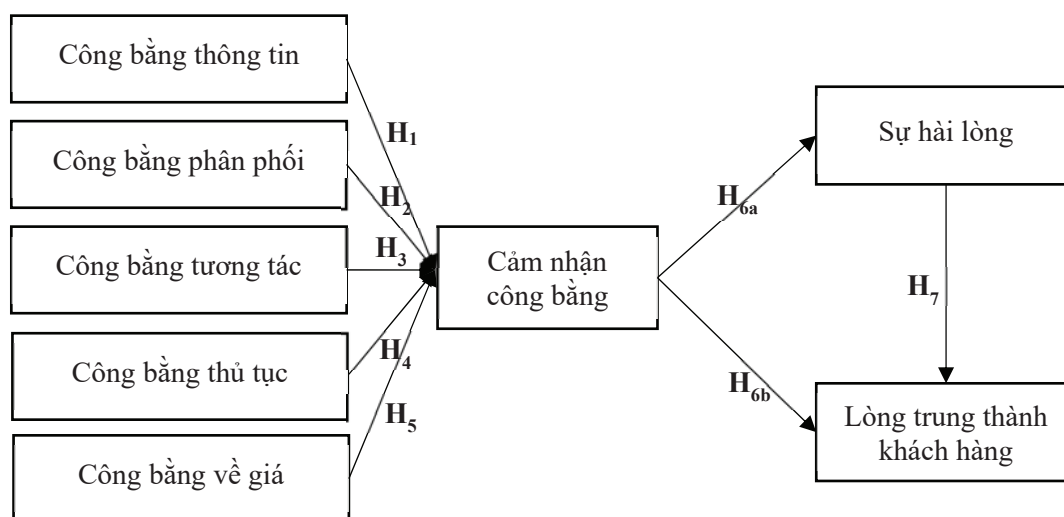 Công bằng thông tin
H1
Công bằng phân phối
H2
Công bằng tương tác
H3
Công bằng thủ tục
H4
Công bằng về giá
H5
Cảm nhận
công bằng
H6a
H6b
Sự hài lòng
H7
Lòng trung thành
khách hàng